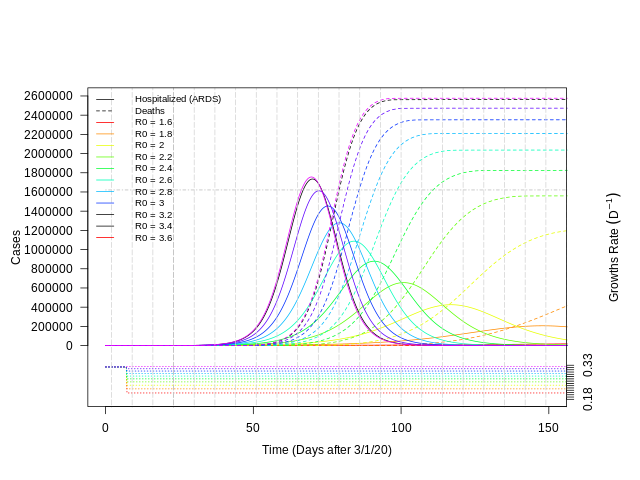 2600000
2400000
2200000
2000000
1800000
1600000
1400000
1200000
1000000
800000
600000
400000
200000
0
Cases
Hospitalized (ARDS)
Deaths
R0 = 1.6
R0 = 1.8
R0 = 2
R0 = 2.2
R0 = 2.4
R0 = 2.6
R0 = 2.8
R0 = 3
R0 = 3.2
R0 = 3.4
R0 = 3.6
Growths Rate (D⁻¹)
0.33
0.18
0 50 100 150
Time (Days after 3/1/20)